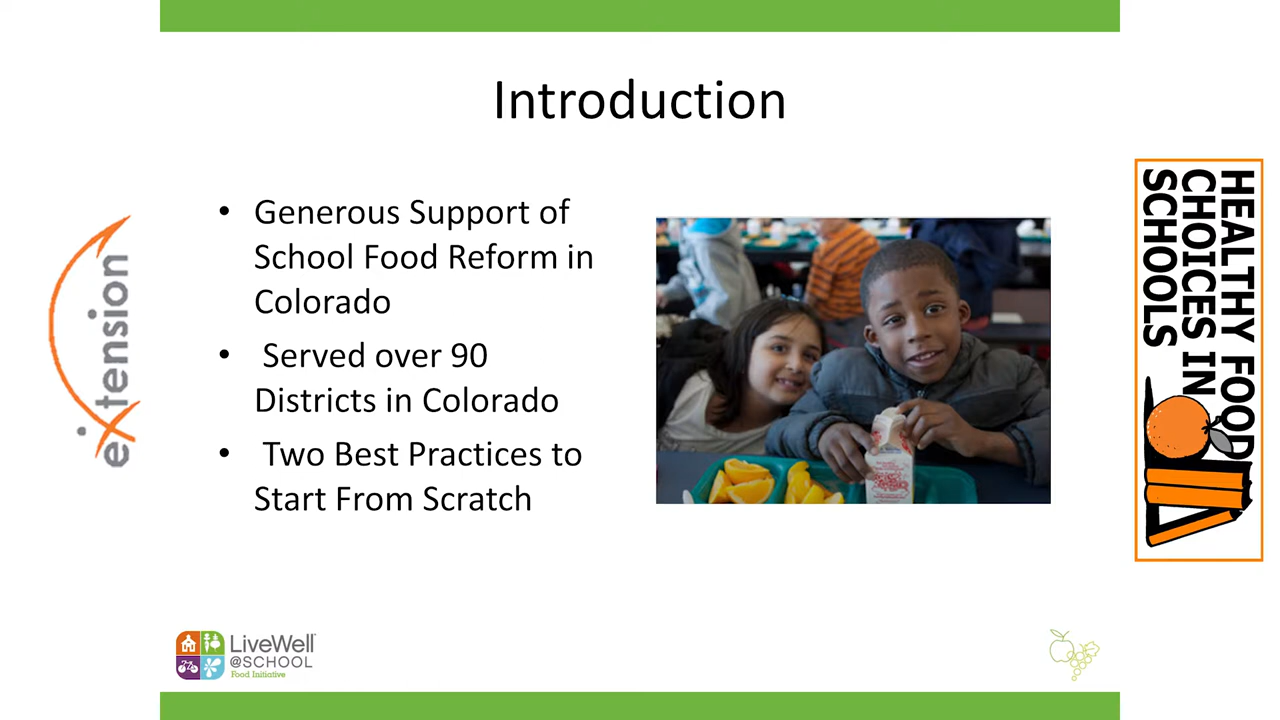 Introduction
• Generous Support of
School Food Reform in
Colorado
• Served over 90
Districts in Colorado
• Two Best Practices to
Start From Scratch
eXtension
HEALTHY FOOD
CHOICES IN
SCHOOLS
LiveWell
@SCHOOL
Food Initiative